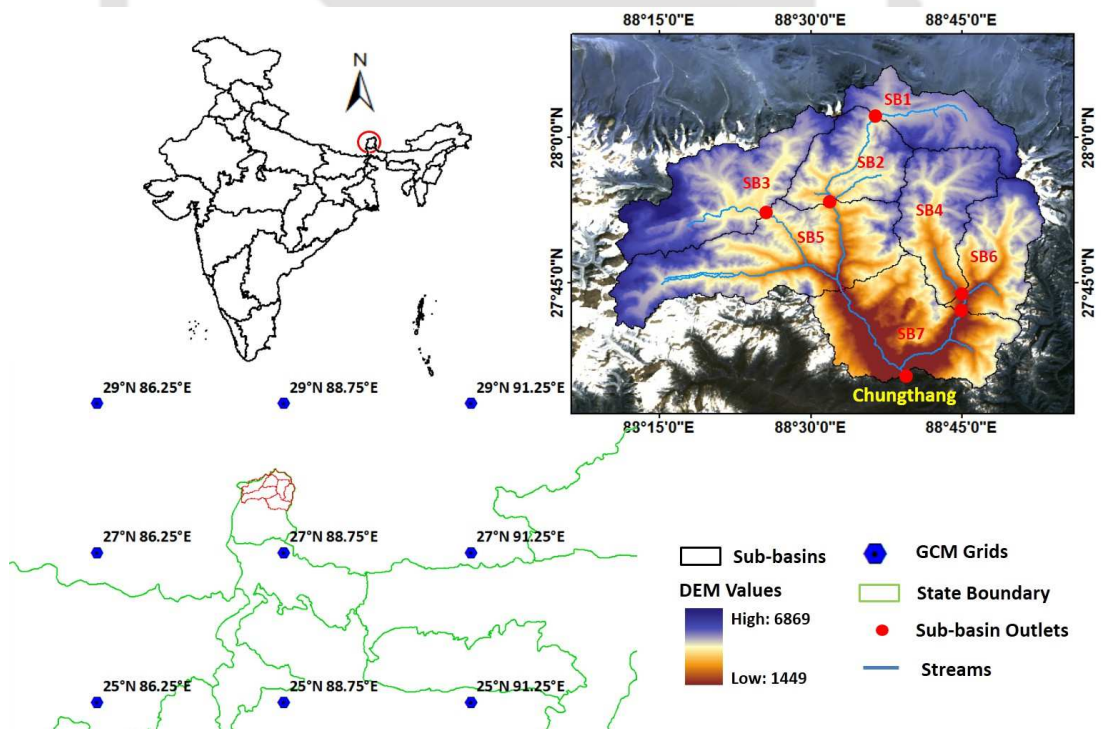 N
88°15'0"E
88°30'0"E
88°45'0"E
28°0'0"N
28°0'0"N
27°45'0"N
27°45'0"N
SB1
SB2
SB3
SB4
SB5
SB6
SB7
Chungthang
88°15'0"E
88°30'0"E
88°45'0"E
29°N 86.25°E
29°N 88.75°E
29°N 91.25°E
27°N 86.25°E
27°N 88.75°E
27°N 91.25°E
25°N 86.25°E
25°N 88.75°E
25°N 91.25°E
Sub-basins
DEM Values
High: 6869
Low: 1449
GCM Grids
State Boundary
Sub-basin Outlets
Streams